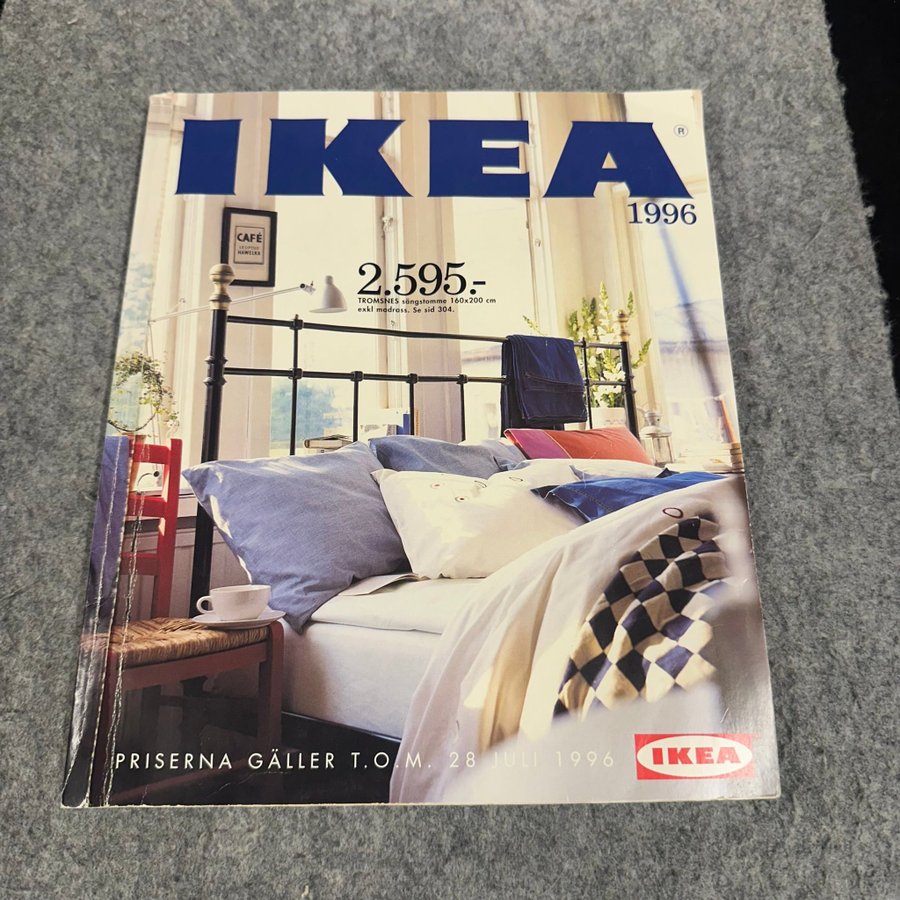 IKEA®
1996
CAFÉ
HAWELKA
2.595.-
TROMSNES sängstomme 160x200 cm
exkl madrass. Se sid 304.
PRISERNA GÄLLER T.O.M. 28 JULI 1996
IKEA